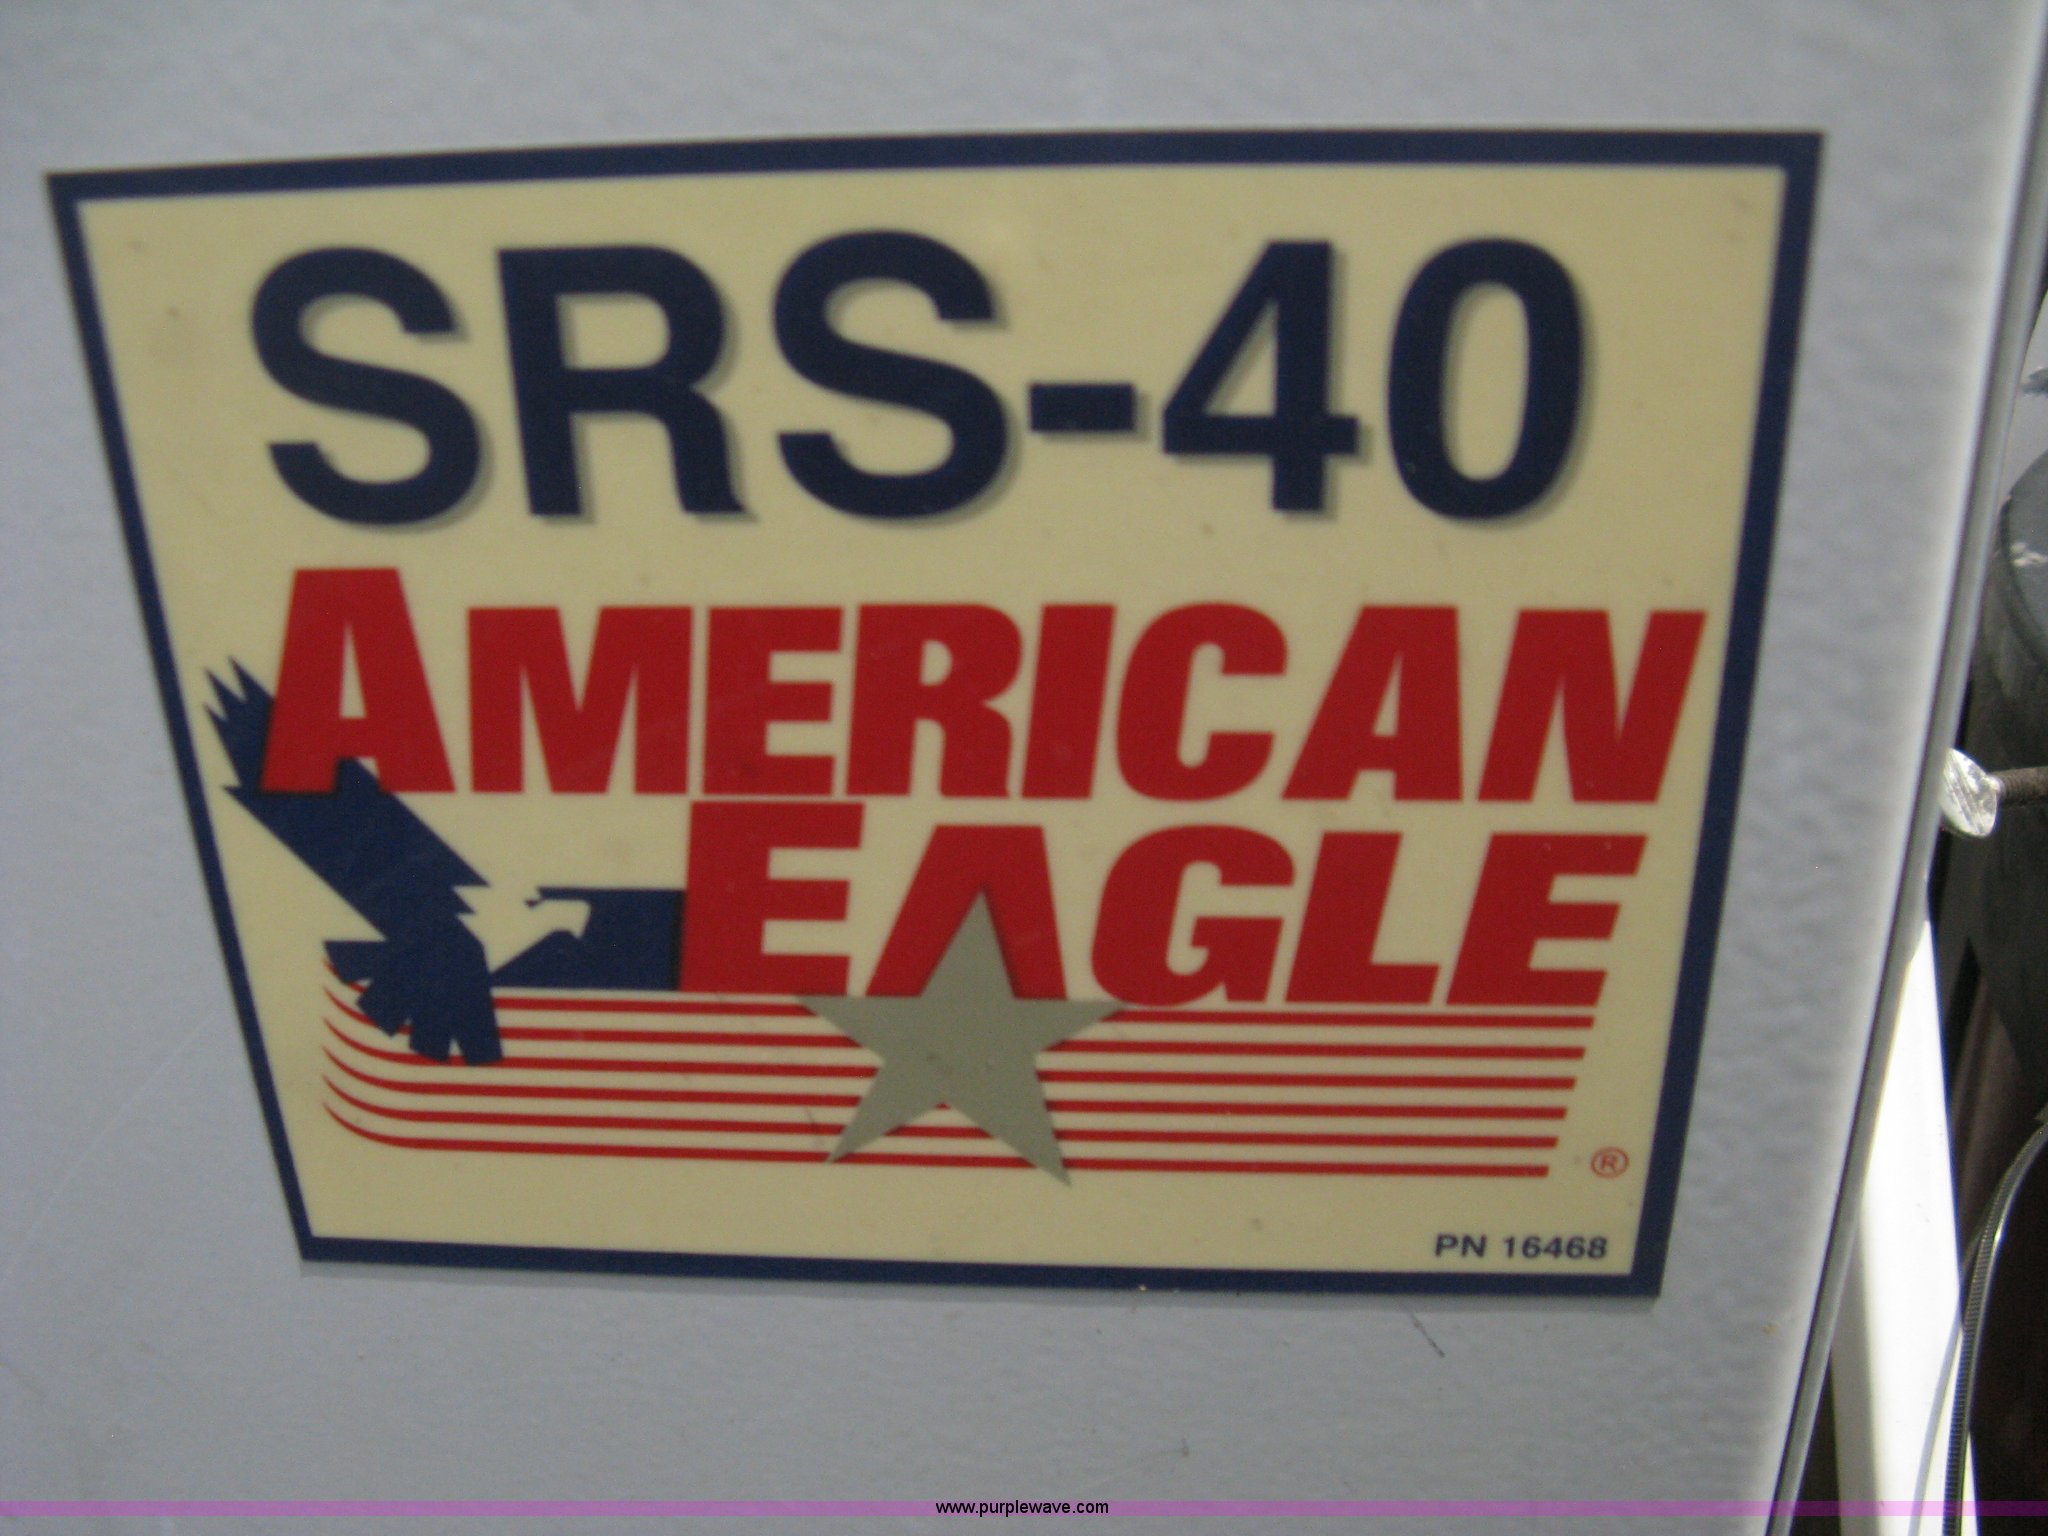 SRS-40
AMERICAN
EAGLE
®
PN 16468
www.purplewave.com